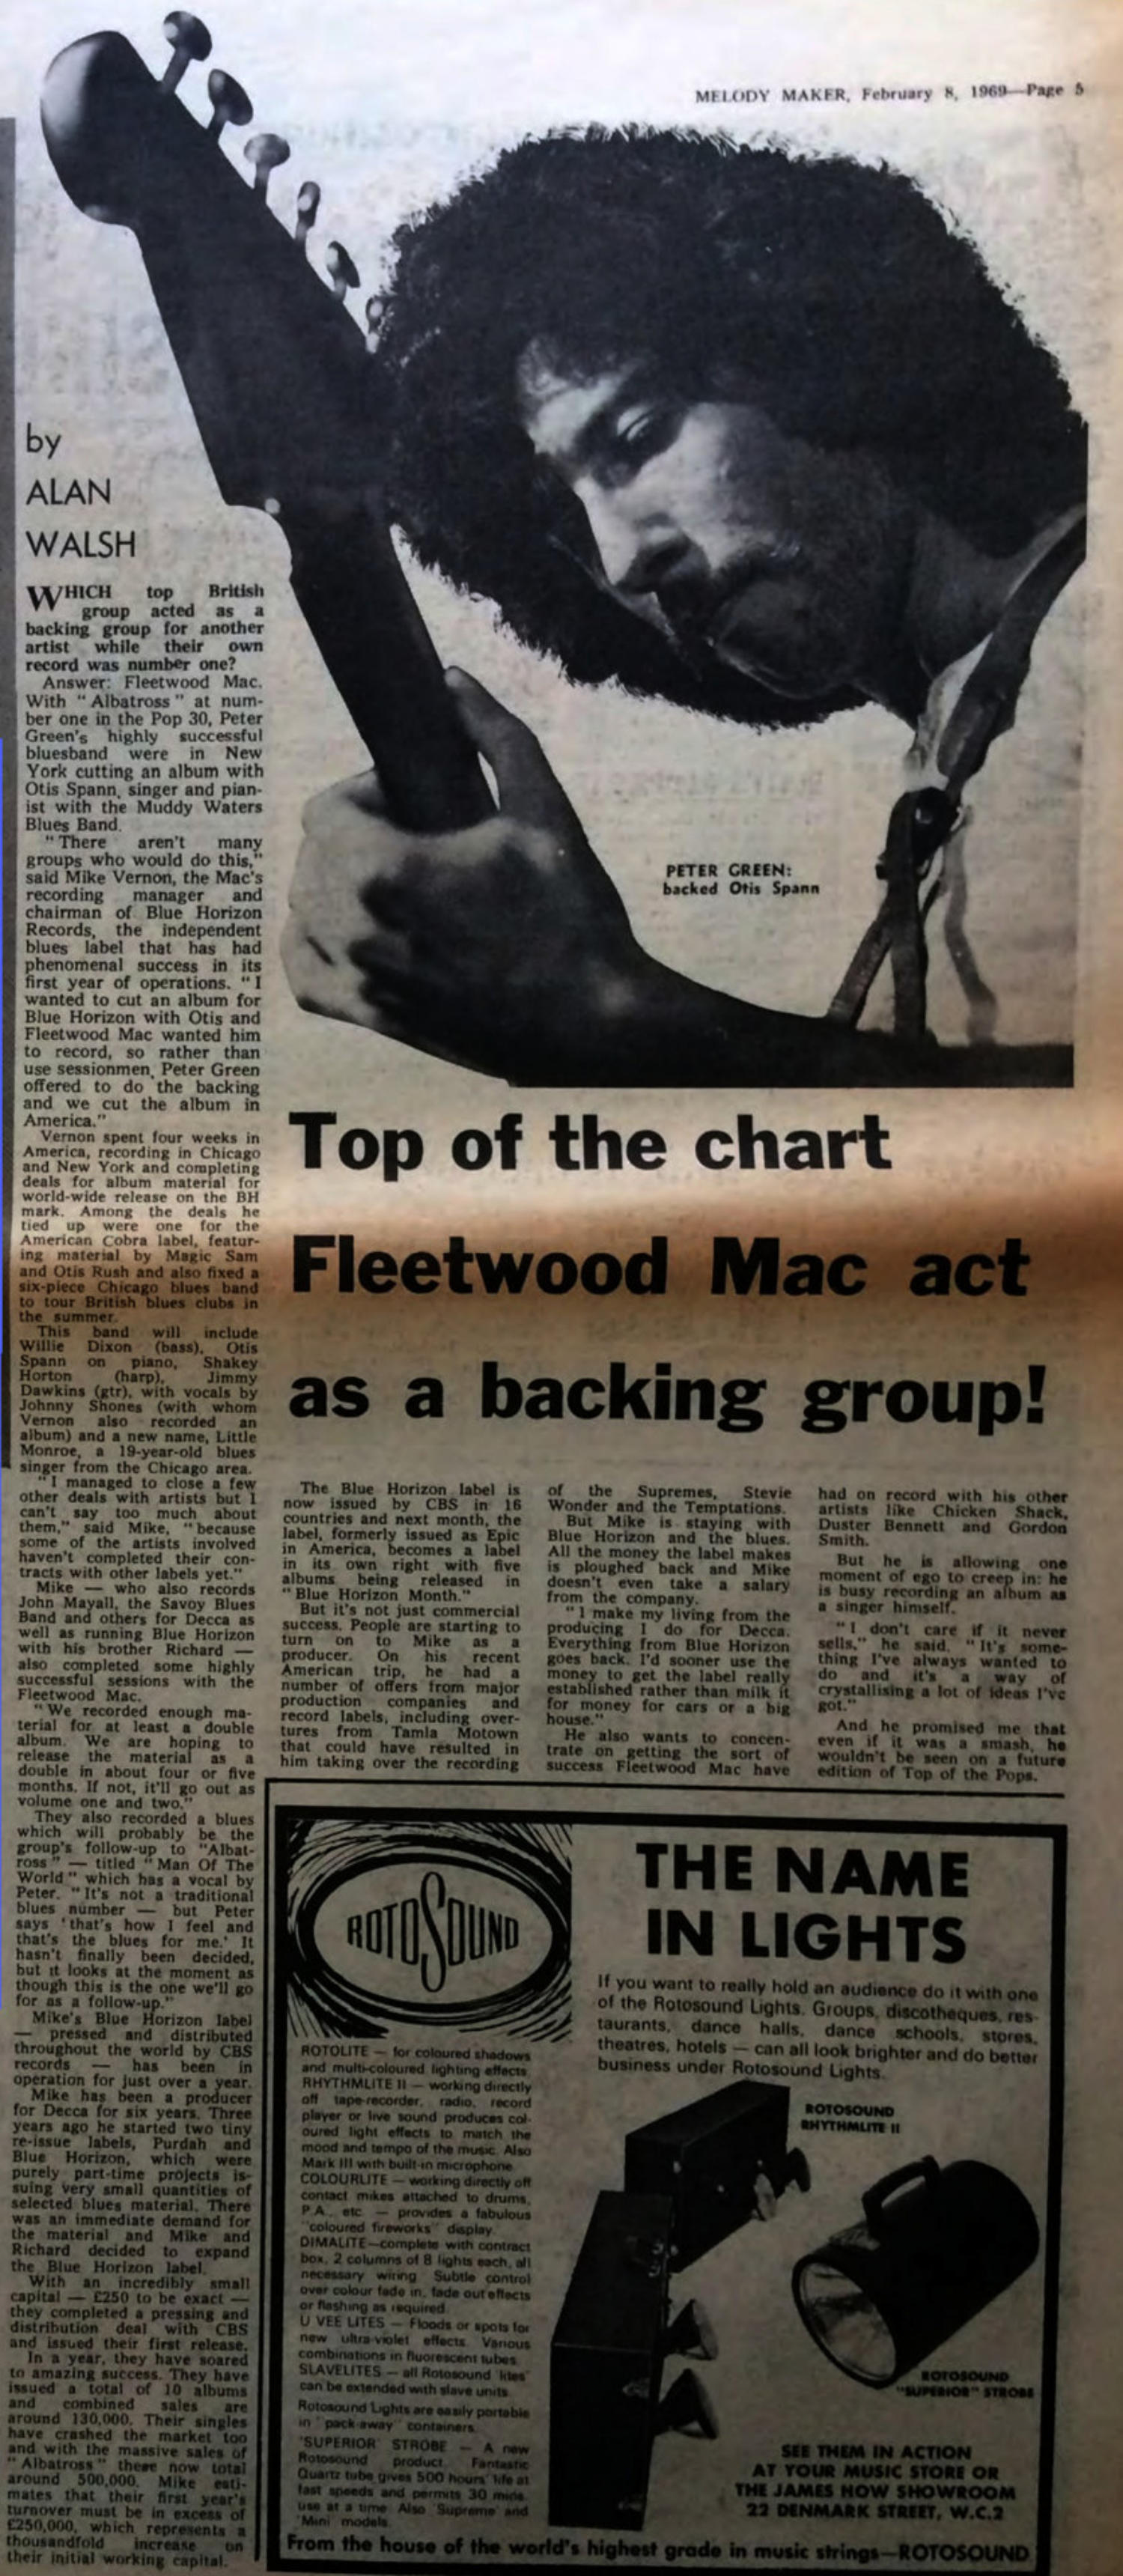 MELODY MAKER, February 8, 1969—Page 5
by
ALAN
WALSH
WHICH top British
group acted as a
backing group for another
artist while their own
record was number one?
Answer: Fleetwood Mac.
With "Albatross" at num-
ber one in the Pop 30, Peter
Green's highly successful
bluesband were in New
York cutting an album with
Otis Spann, singer and pian-
ist with the Muddy Waters
Blues Band.
"There aren't many
groups who would do this,"
said Mike Vernon, the Mac's
recording manager and
chairman of Blue Horizon
Records, the independent
blues label that has had
phenomenal success in its
first year of operations. "I
wanted to cut an album for
Blue Horizon with Otis and
Fleetwood Mac wanted him
to record, so rather than
use sessionmen, Peter Green
offered to do the backing
and we cut the album in
America."
Vernon spent four weeks in
America, recording in Chicago
and New York and completing
deals for album material for
world-wide release on the BH
mark. Among the deals he
tied up were one for the
American Cobra label, featur-
ing material by Magic Sam
and Otis Rush and also fixed a
six-piece Chicago blues band
to tour British blues clubs in
the summer.
This band will include
Willie Dixon (bass), Otis
Spann on piano, Shakey
Horton (harp), Jimmy
Dawkins (gtr), with vocals by
Johnny Shones (with whom
Vernon also recorded an
album) and a new name, Little
Monroe, a 19-year-old blues
singer from the Chicago area.
"I managed to close a few
other deals with artists but I
can't say too much about
them," said Mike, "because
some of the artists involved
haven't completed their con-
tracts with other labels yet."
Mike — who also records
John Mayall, the Savoy Blues
Band and others for Decca as
well as running Blue Horizon
with his brother Richard —
also completed some highly
successful sessions with the
Fleetwood Mac.
"We recorded enough ma-
terial for at least a double
album. We are hoping to
release the material as a
double in about four or five
months. If not, it'll go out as
volume one and two."
They also recorded a blues
which will probably be the
group's follow-up to "Albat-
ross" — titled "Man Of The
World" which has a vocal by
Peter. "It's not a traditional
blues number — but Peter
says 'that's how I feel and
that's the blues for me.' It
hasn't finally been decided,
but it looks at the moment as
though this is the one we'll go
for as a follow-up."
Mike's Blue Horizon label
— pressed and distributed
throughout the world by CBS
records — has been in
operation for just over a year.
Mike has been a producer
for Decca for six years. Three
years ago he started two tiny
re-issue labels, Purdah and
Blue Horizon, which were
purely part-time projects is-
suing very small quantities of
selected blues material. There
was an immediate demand for
the material and Mike and
Richard decided to expand
the Blue Horizon label.
With an incredibly small
capital — £250 to be exact —
they completed a pressing and
distribution deal with CBS
and issued their first release.
In a year, they have soared
to amazing success. They have
issued a total of 10 albums
and combined sales are
around 130,000. Their singles
have crashed the market too
and with the massive sales of
"Albatross" these now total
around 500,000. Mike esti-
mates that their first year's
turnover must be in excess of
£250,000, which represents a
thousandfold increase on
their initial working capital.
PETER GREEN:
backed Otis Spann
Top of the chart
Fleetwood Mac act
as a backing group!
The Blue Horizon label is
now issued by CBS in 16
countries and next month, the
label, formerly issued as Epic
in America, becomes a label
in its own right with five
albums being released in
"Blue Horizon Month."
But it's not just commercial
success. People are starting to
turn on to Mike as a
producer. On his recent
American trip, he had a
number of offers from major
production companies and
record labels, including over-
tures from Tamla Motown
that could have resulted in
him taking over the recording
of the Supremes, Stevie
Wonder and the Temptations.
But Mike is staying with
Blue Horizon and the blues.
All the money the label makes
is ploughed back and Mike
doesn't even take a salary
from the company.
"I make my living from the
producing I do for Decca.
Everything from Blue Horizon
goes back. I'd sooner use the
money to get the label really
established rather than milk it
for money for cars or a big
house."
He also wants to concen-
trate on getting the sort of
success Fleetwood Mac have
had on record with his other
artists like Chicken Shack,
Duster Bennett and Gordon
Smith.
But he is allowing one
moment of ego to creep in: he
is busy recording an album as
a singer himself.
"I don't care if it never
sells," he said. "It's some-
thing I've always wanted to
do and it's a way of
crystallising a lot of ideas I've
got."
And he promised me that
even if it was a smash, he
wouldn't be seen on a future
edition of Top of the Pops.
ROTOSOUND
THE NAME
IN LIGHTS
If you want to really hold an audience do it with one
of the Rotosound Lights. Groups, discotheques, res-
taurants, dance halls, dance schools, stores,
theatres, hotels — can all look brighter and do better
business under Rotosound Lights.
ROTOLITE — for coloured shadows
and multi-coloured lighting effects.
RHYTHMLITE II — working directly
off tape-recorder, radio, record
player or live sound produces col-
oured light effects to match the
mood and tempo of the music. Also
Mark III with built-in microphone.
COLOURLITE — working directly off
contact mikes attached to drums,
P.A., etc. — provides a fabulous
"coloured fireworks" display.
DIMALITE—complete with contract
box, 2 columns of 8 lights each, all
necessary wiring. Subtle control
over colour fade in, fade out effects
or flashing as required.
U VEE LITES — Floods or spots for
new ultra-violet effects. Various
combinations in fluorescent tubes.
SLAVELITES — all Rotosound 'lites'
can be extended with slave units.
Rotosound Lights are easily portable
in "pack-away" containers.
'SUPERIOR' STROBE — A new
Rotosound product. Fantastic
Quartz tube gives 500 hours' life at
fast speeds and permits 30 mins.
use at a time. Also 'Supreme' and
'Mini' models.
ROTOSOUND
RHYTHMLITE II
ROTOSOUND
"SUPERIOR" STROBE
SEE THEM IN ACTION
AT YOUR MUSIC STORE OR
THE JAMES HOW SHOWROOM
22 DENMARK STREET, W.C.2
From the house of the world's highest grade in music strings—ROTOSOUND